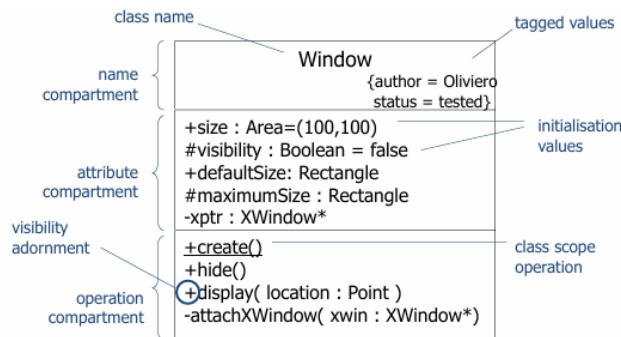 class name
tagged values
Window
name
compartment
{author = Oliviero
status = tested}
+size : Area=(100,100)
initialisation
values
#visibility : Boolean = false
attribute
compartment
+defaultSize: Rectangle
#maximumSize : Rectangle
-xptr : XWindow*
visibility
adornment
+create()
class scope
operation
+hide()
operation
compartment
+display( location : Point )
-attachXWindow( xwin : XWindow*)